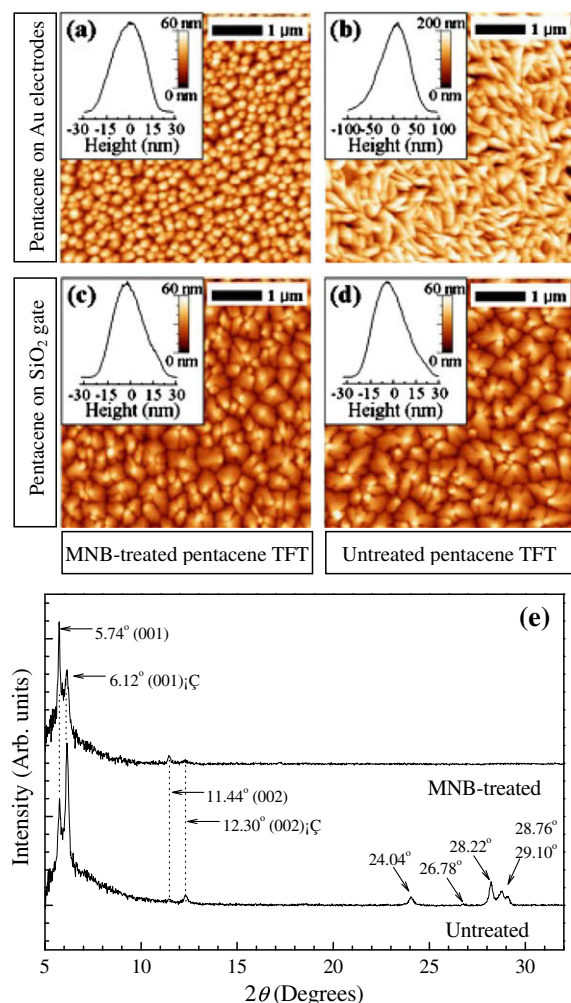 Pentacene on Au electrodes
(a)
60 nm
0 nm
1 µm
-30 -15 0 15 30
Height (nm)
(b)
200 nm
0 nm
1 µm
-100 -50 0 50 100
Height (nm)
Pentacene on SiO₂ gate
(c)
60 nm
0 nm
1 µm
-30 -15 0 15 30
Height (nm)
(d)
60 nm
0 nm
1 µm
-30 -15 0 15 30
Height (nm)
MNB-treated pentacene TFT
Untreated pentacene TFT
(e)
5.74° (001)
6.12° (001)¡Ç
MNB-treated
11.44° (002)
12.30° (002)¡Ç
24.04°
26.78°
28.22°
28.76°
29.10°
Untreated
Intensity (Arb. units)
5 10 15 20 25 30
2θ (Degrees)